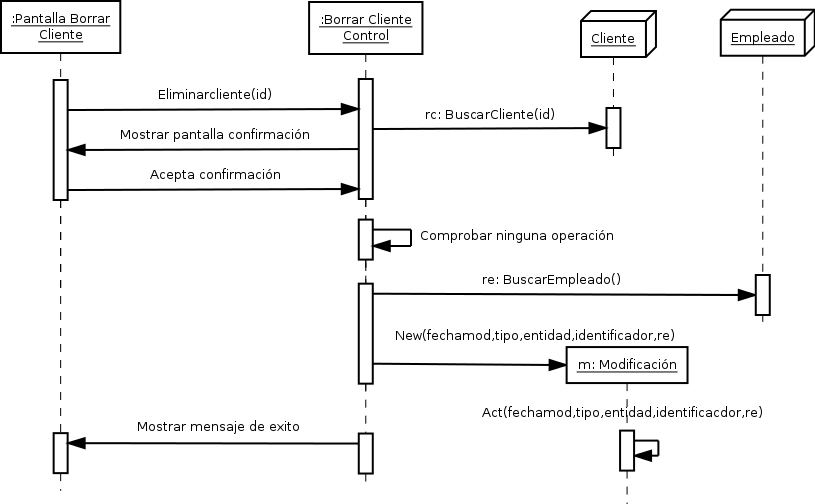 :Pantalla Borrar
Cliente
:Borrar Cliente
Control
Cliente
Empleado
Eliminarcliente(id)
rc: BuscarCliente(id)
Mostrar pantalla confirmación
Acepta confirmación
Comprobar ninguna operación
re: BuscarEmpleado()
New(fechamod,tipo,entidad,identificador,re)
m: Modificación
Act(fechamod,tipo,entidad,identificacdor,re)
Mostrar mensaje de exito